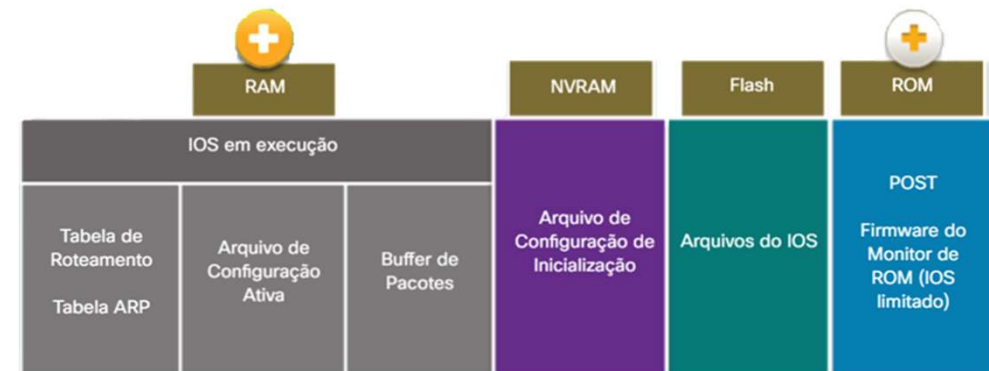 RAM
NVRAM
Flash
ROM
IOS em execução
Tabela de
Roteamento
Tabela ARP
Arquivo de
Configuração
Ativa
Buffer de
Pacotes
Arquivo de
Configuração de
Inicialização
Arquivos do IOS
POST
Firmware do
Monitor de
ROM (IOS
limitado)